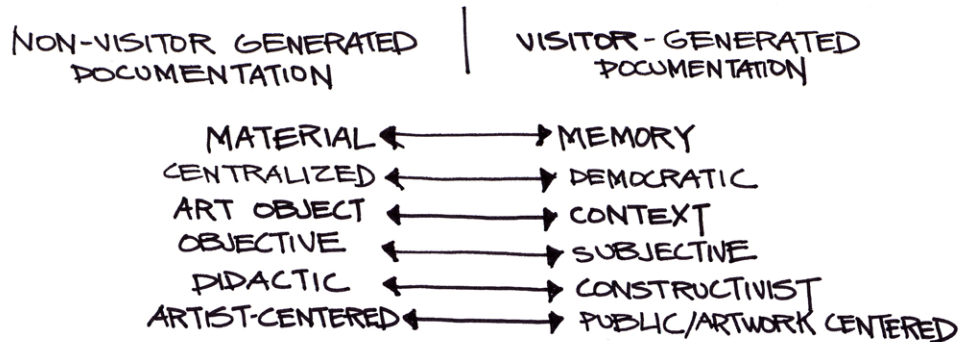 NON-VISITOR GENERATED
DOCUMENTATION
VISITOR-GENERATED
DOCUMENTATION
MATERIAL MEMORY
CENTRALIZED DEMOCRATIC
ART OBJECT CONTEXT
OBJECTIVE SUBJECTIVE
DIDACTIC CONSTRUCTIVIST
ARTIST-CENTERED PUBLIC/ARTWORK CENTERED